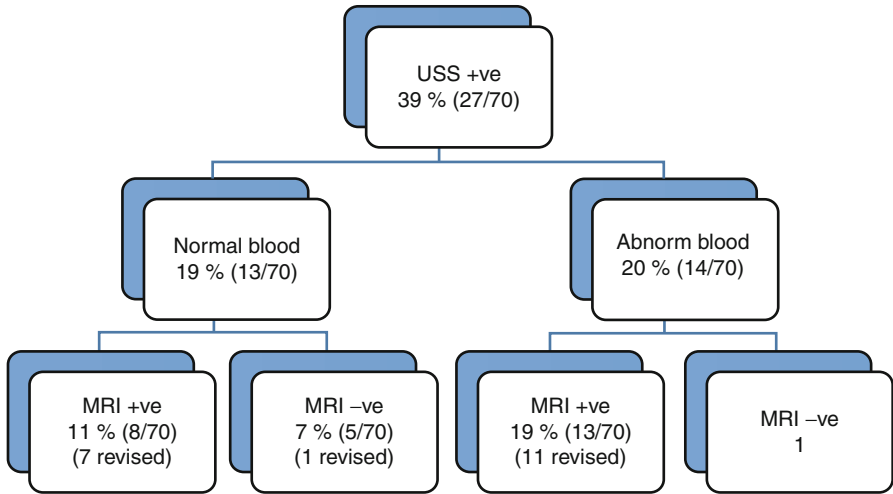 USS +ve
39 % (27/70)
Normal blood
19 % (13/70)
Abnorm blood
20 % (14/70)
MRI +ve
11 % (8/70)
(7 revised)
MRI –ve
7 % (5/70)
(1 revised)
MRI +ve
19 % (13/70)
(11 revised)
MRI –ve
1